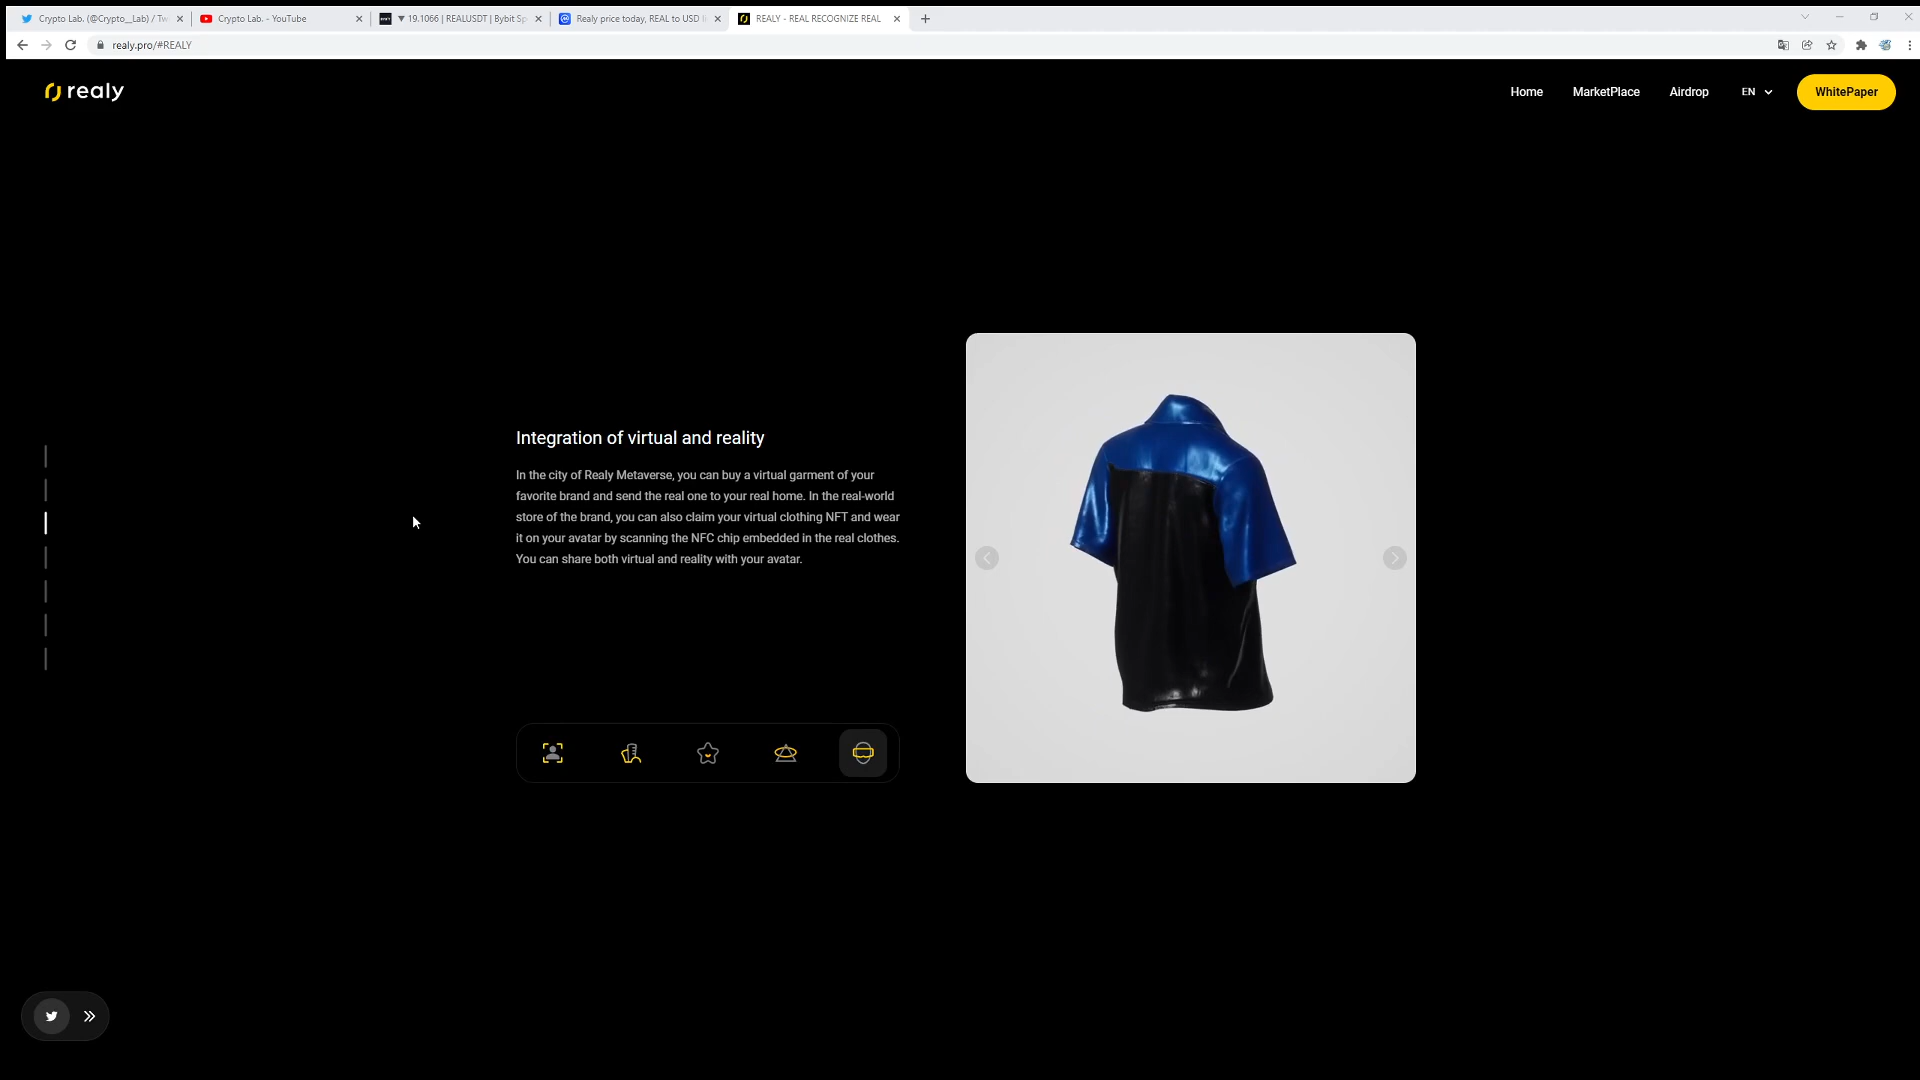 Crypto Lab. (@Crypto__Lab) / Tw
Crypto Lab. - YouTube
▼ 19.1066 | REALUSDT | Bybit Sp
Realy price today, REAL to USD li
REALY - REAL RECOGNIZE REAL
realy.pro/#REALY
realy
Home
MarketPlace
Airdrop
EN
WhitePaper
Integration of virtual and reality
In the city of Realy Metaverse, you can buy a virtual garment of your
favorite brand and send the real one to your real home. In the real-world
store of the brand, you can also claim your virtual clothing NFT and wear
it on your avatar by scanning the NFC chip embedded in the real clothes.
You can share both virtual and reality with your avatar.